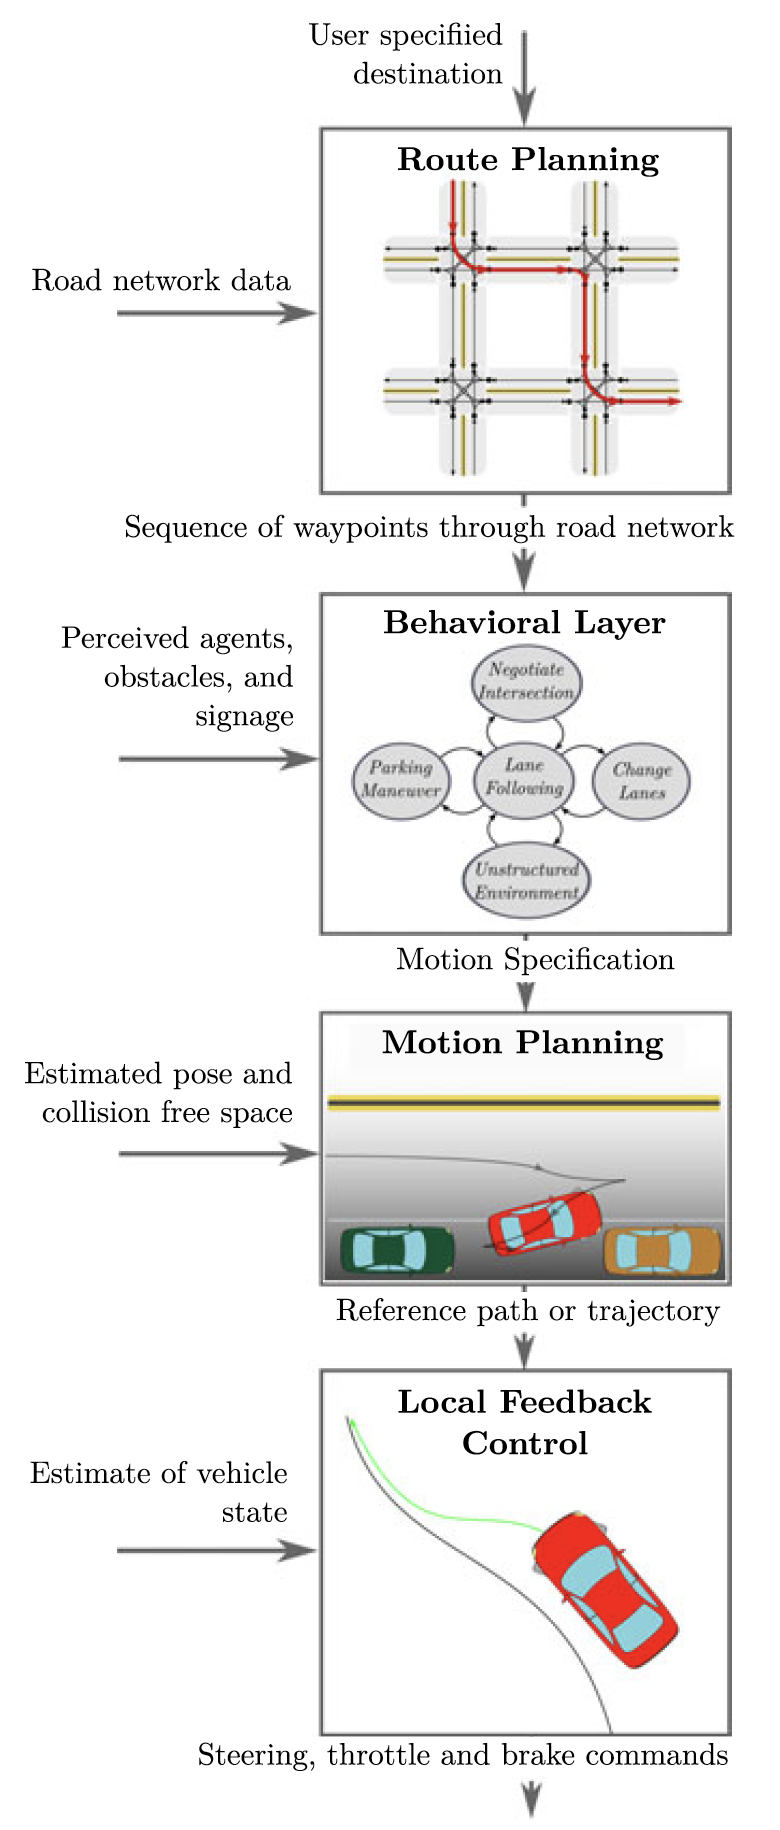 User specifiied
destination
Route Planning
Road network data
Sequence of waypoints through road network
Behavioral Layer
Perceived agents,
obstacles, and
signage
Negotiate
Intersection
Parking
Maneuver
Lane
Following
Change
Lanes
Unstructured
Environment
Motion Specification
Motion Planning
Estimated pose and
collision free space
Reference path or trajectory
Local Feedback
Control
Estimate of vehicle
state
Steering, throttle and brake commands